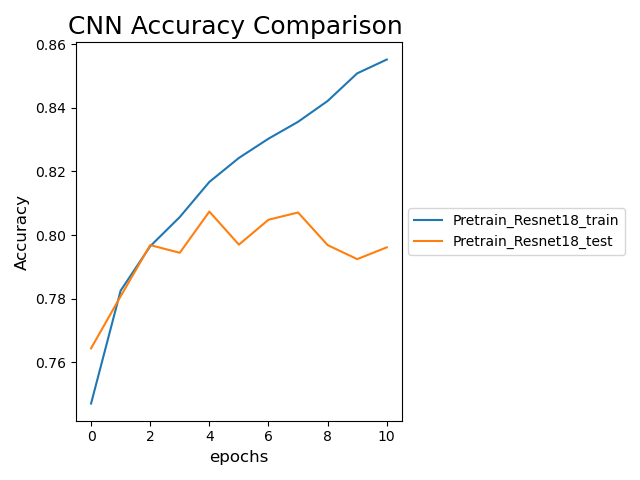 CNN Accuracy Comparison
0.86
0.84
0.82
0.80
0.78
0.76
Accuracy
0 2 4 6 8 10
epochs
Pretrain_Resnet18_train
Pretrain_Resnet18_test